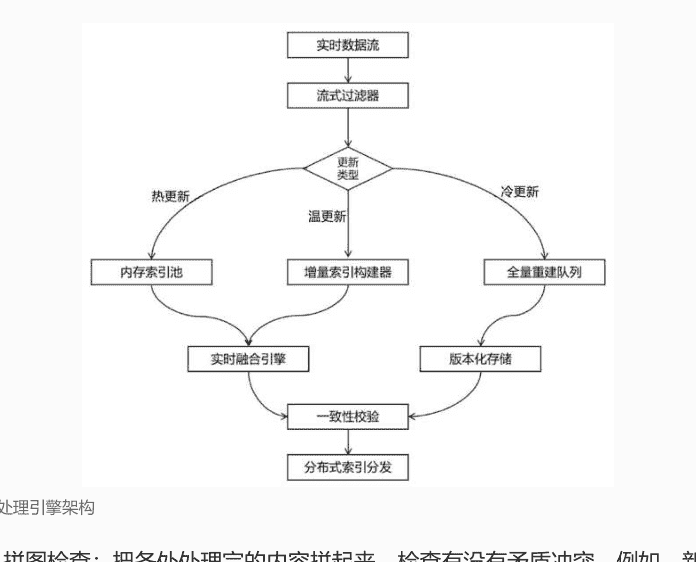 实时数据流
流式过滤器
更新
类型
热更新
温更新
冷更新
内存索引池
增量索引构建器
全量重建队列
实时融合引擎
版本化存储
一致性校验
分布式索引分发
处理引擎架构
拼图检查：把各处处理完的内容拼起来，检查有没有矛盾冲突。例如，新